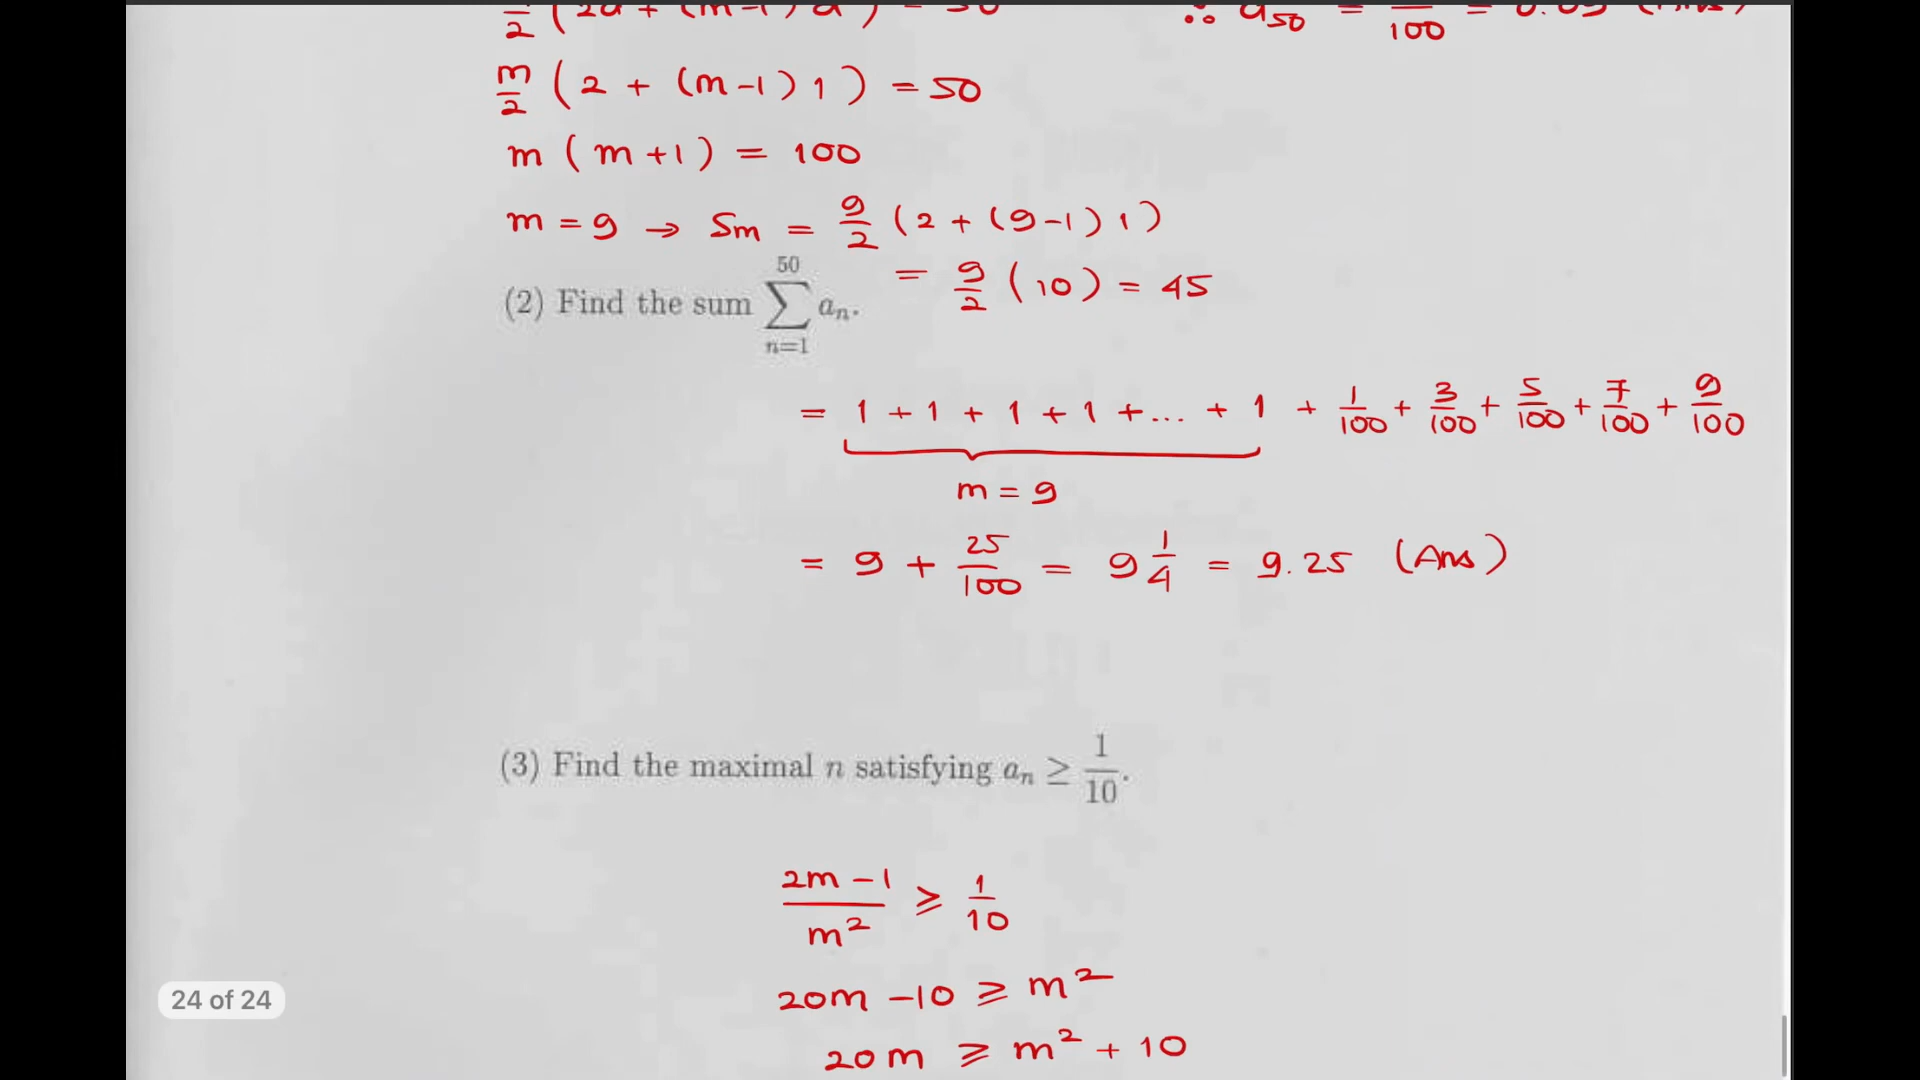 m/2 (2 + (m-1) 1) = 50
m (m+1) = 100
m = 9 → Sm = 9/2 (2 + (9-1) 1)
= 9/2 (10) = 45
(2) Find the sum ∑_{n=1}^{50} aₙ.
= 1 + 1 + 1 + 1 + ... + 1 + 1/100 + 3/100 + 5/100 + 7/100 + 9/100
m = 9
= 9 + 25/100 = 9 1/4 = 9.25 (Ans)
(3) Find the maximal n satisfying aₙ ≥ 1/10.
2m - 1 / m² ≥ 1/10
20m - 10 ≥ m²
24 of 24
20m ≥ m² + 10